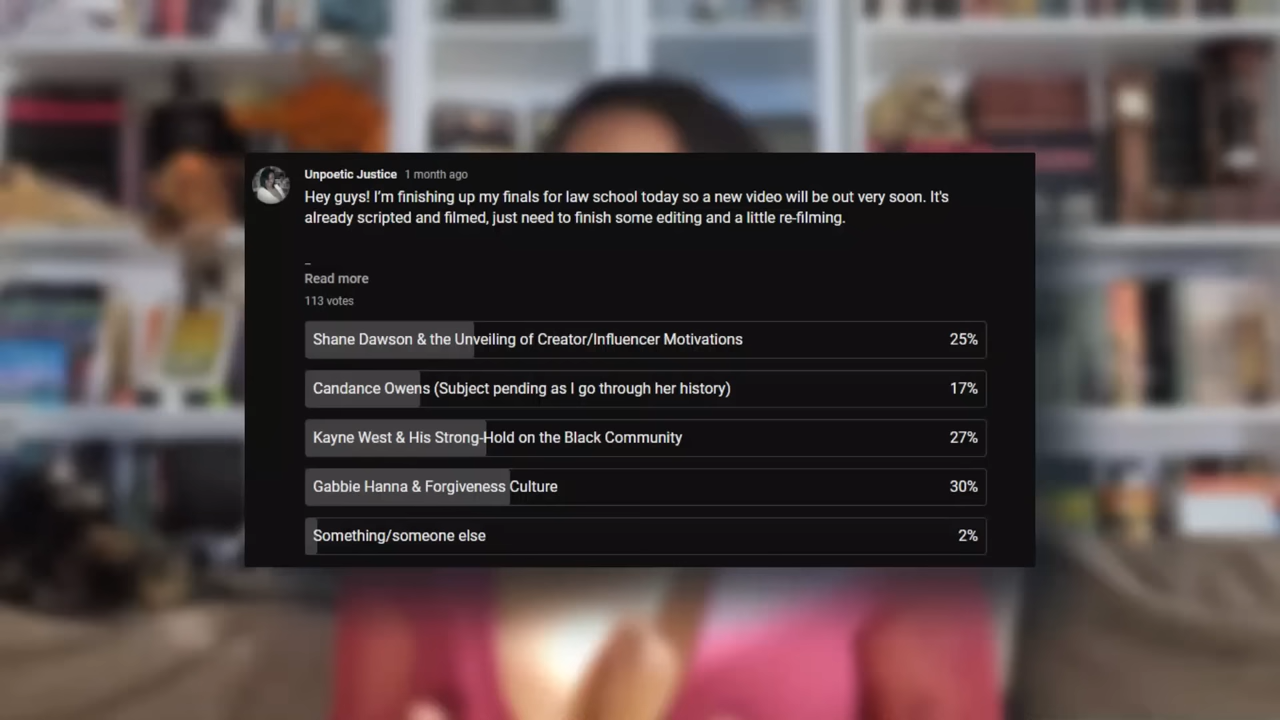 Unpoetic Justice 1 month ago
Hey guys! I'm finishing up my finals for law school today so a new video will be out very soon. It's
already scripted and filmed, just need to finish some editing and a little re-filming.
_
Read more
113 votes
Shane Dawson & the Unveiling of Creator/Influencer Motivations 25%
Candance Owens (Subject pending as I go through her history) 17%
Kayne West & His Strong-Hold on the Black Community 27%
Gabbie Hanna & Forgiveness Culture 30%
Something/someone else 2%